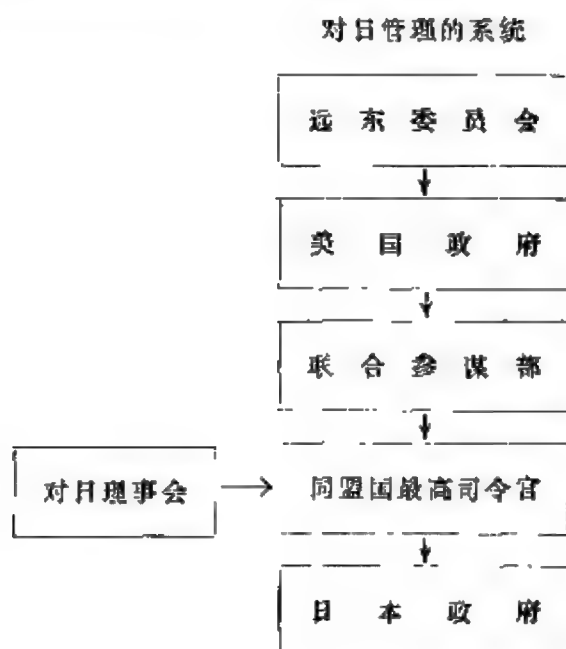 对日管理的系统
远东委员会
美国政府
联合参谋部
对日理事会
同盟国最高司令官
日本政府